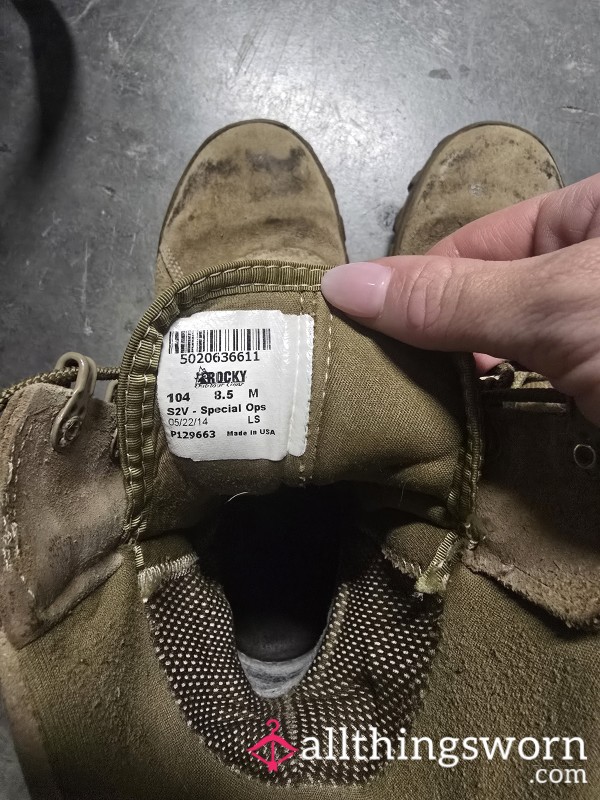 5020636611
ROCKY
104 8.5 M
S2V - Special Ops
05/22/14 LS
P129663 Made in USA
allthingsworn
.com